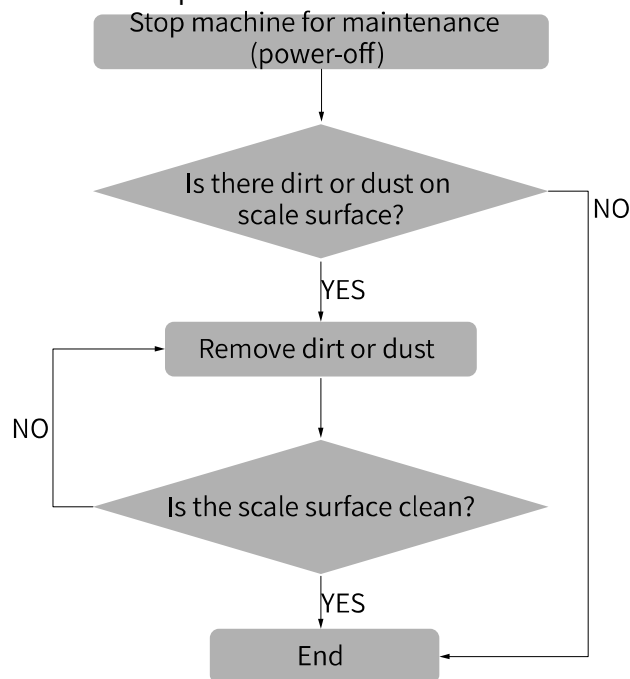 Stop machine for maintenance
(power-off)
Is there dirt or dust on
scale surface?
NO
YES
Remove dirt or dust
NO
Is the scale surface clean?
YES
End